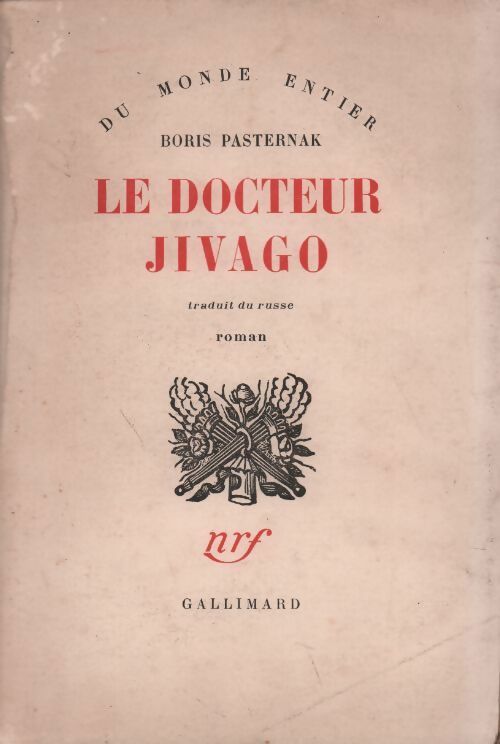 DU MONDE ENTIER
BORIS PASTERNAK
LE DOCTEUR
JIVAGO
traduit du russe
roman
nrf
GALLIMARD